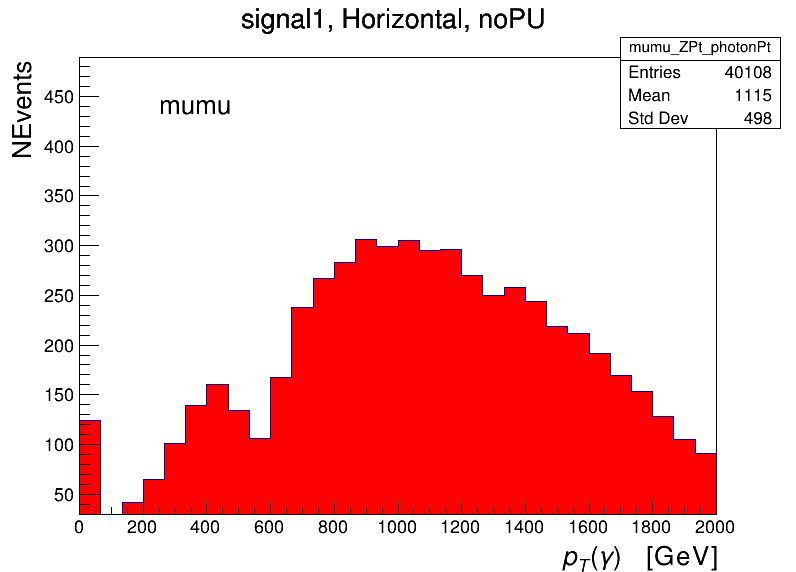 signal1, Horizontal, noPU
mumu_ZPt_photonPt
Entries 40108
Mean 1115
Std Dev 498
NEvents
mumu
450
400
350
300
250
200
150
100
50
0 200 400 600 800 1000 1200 1400 1600 1800 2000
p_T(γ) [GeV]